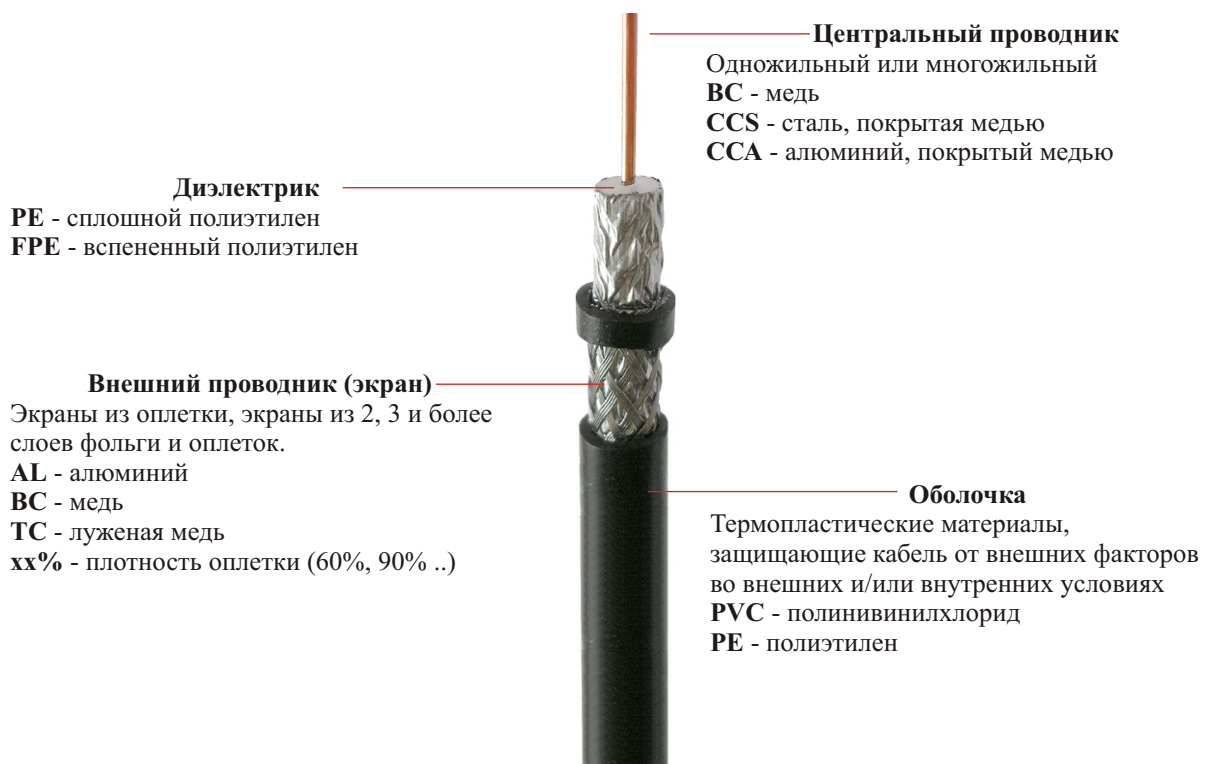 Центральный проводник
Одножильный или многожильный
BC - медь
CCS - сталь, покрытая медью
CCA - алюминий, покрытый медью
Диэлектрик
PE - сплошной полиэтилен
FPE - вспененный полиэтилен
Внешний проводник (экран)
Экраны из оплетки, экраны из 2, 3 и более
слоев фольги и оплеток.
AL - алюминий
BC - медь
TC - луженая медь
xx% - плотность оплетки (60%, 90% ..)
Оболочка
Термопластические материалы,
защищающие кабель от внешних факторов
во внешних и/или внутренних условиях
PVC - полинивинилхлорид
PE - полиэтилен